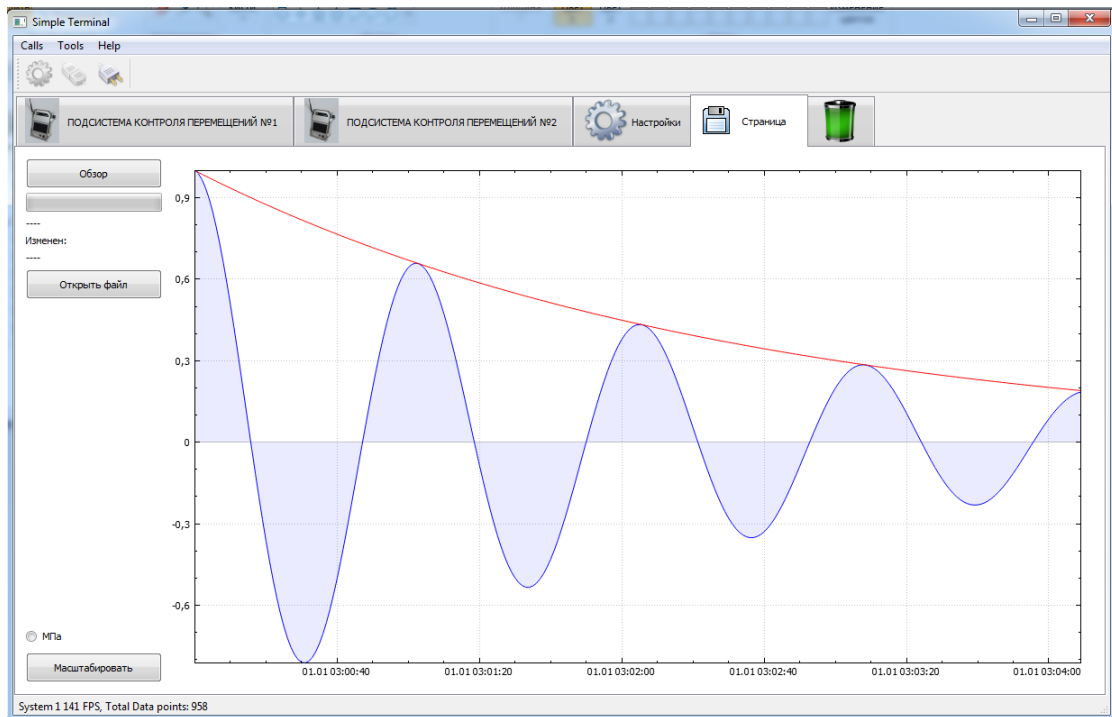 Simple Terminal
Calls Tools Help
ПОДСИСТЕМА КОНТРОЛЯ ПЕРЕМЕЩЕНИЙ №1
ПОДСИСТЕМА КОНТРОЛЯ ПЕРЕМЕЩЕНИЙ №2
Настройки
Страница
Обзор
----
Изменен:
----
Открыть файл
0,9
0,6
0,3
0
-0,3
-0,6
МПа
Масштабировать
01.01 03:00:40 01.01 03:01:20 01.01 03:02:00 01.01 03:02:40 01.01 03:03:20 01.01 03:04:00
System 1 141 FPS, Total Data points: 958